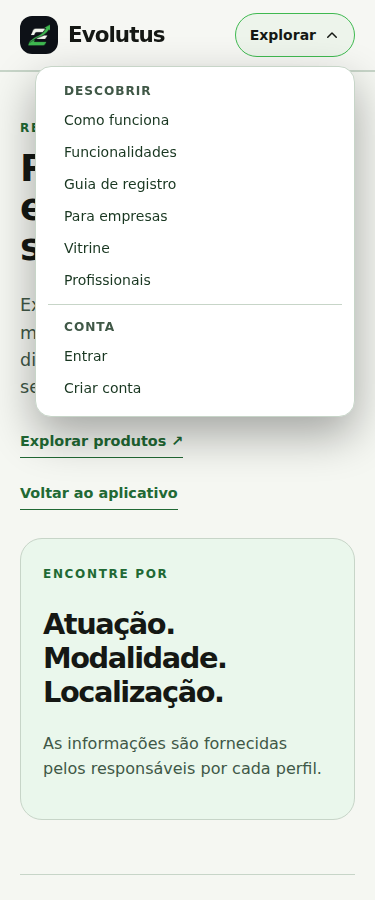 Evolutus
Explorar
DESCOBRIR
Como funciona
Funcionalidades
Guia de registro
Para empresas
Vitrine
Profissionais
CONTA
Entrar
Criar conta
Explorar produtos ↗
Voltar ao aplicativo
ENCONTRE POR
Atuação.
Modalidade.
Localização.
As informações são fornecidas
pelos responsáveis por cada perfil.